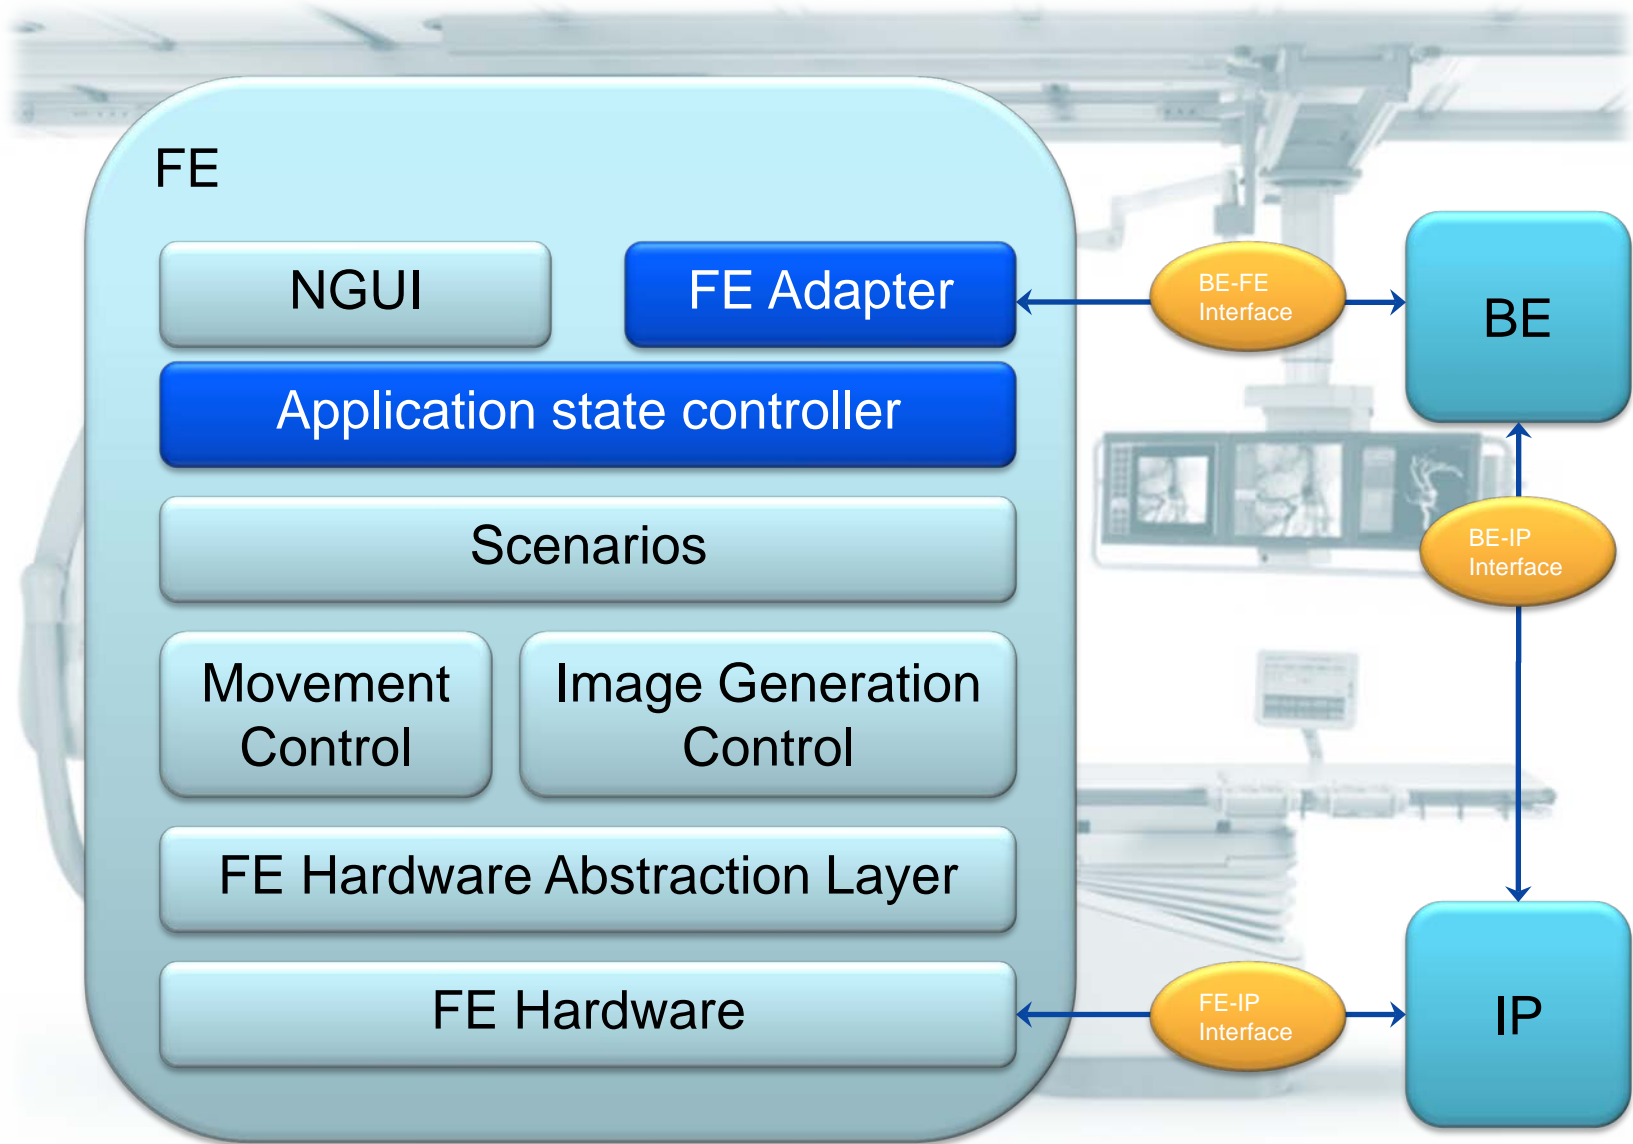 FE
NGUI
FE Adapter
BE-FE
Interface
BE
Application state controller
Scenarios
BE-IP
Interface
Movement
Control
Image Generation
Control
FE Hardware Abstraction Layer
FE Hardware
FE-IP
Interface
IP